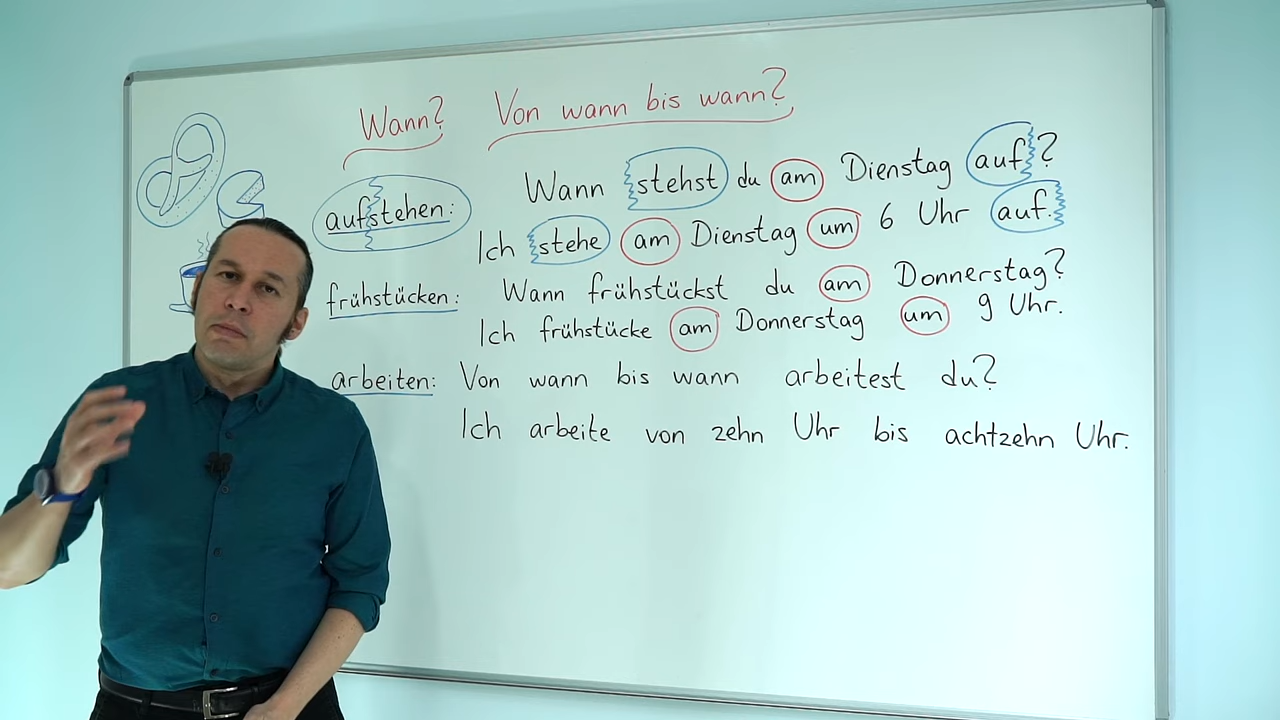 Wann? Von wann bis wann?
aufstehen: Wann stehst du am Dienstag auf?
Ich stehe am Dienstag um 6 Uhr auf.
frühstücken: Wann frühstückst du am Donnerstag?
Ich frühstücke am Donnerstag um 9 Uhr.
arbeiten: Von wann bis wann arbeitest du?
Ich arbeite von zehn Uhr bis achtzehn Uhr.